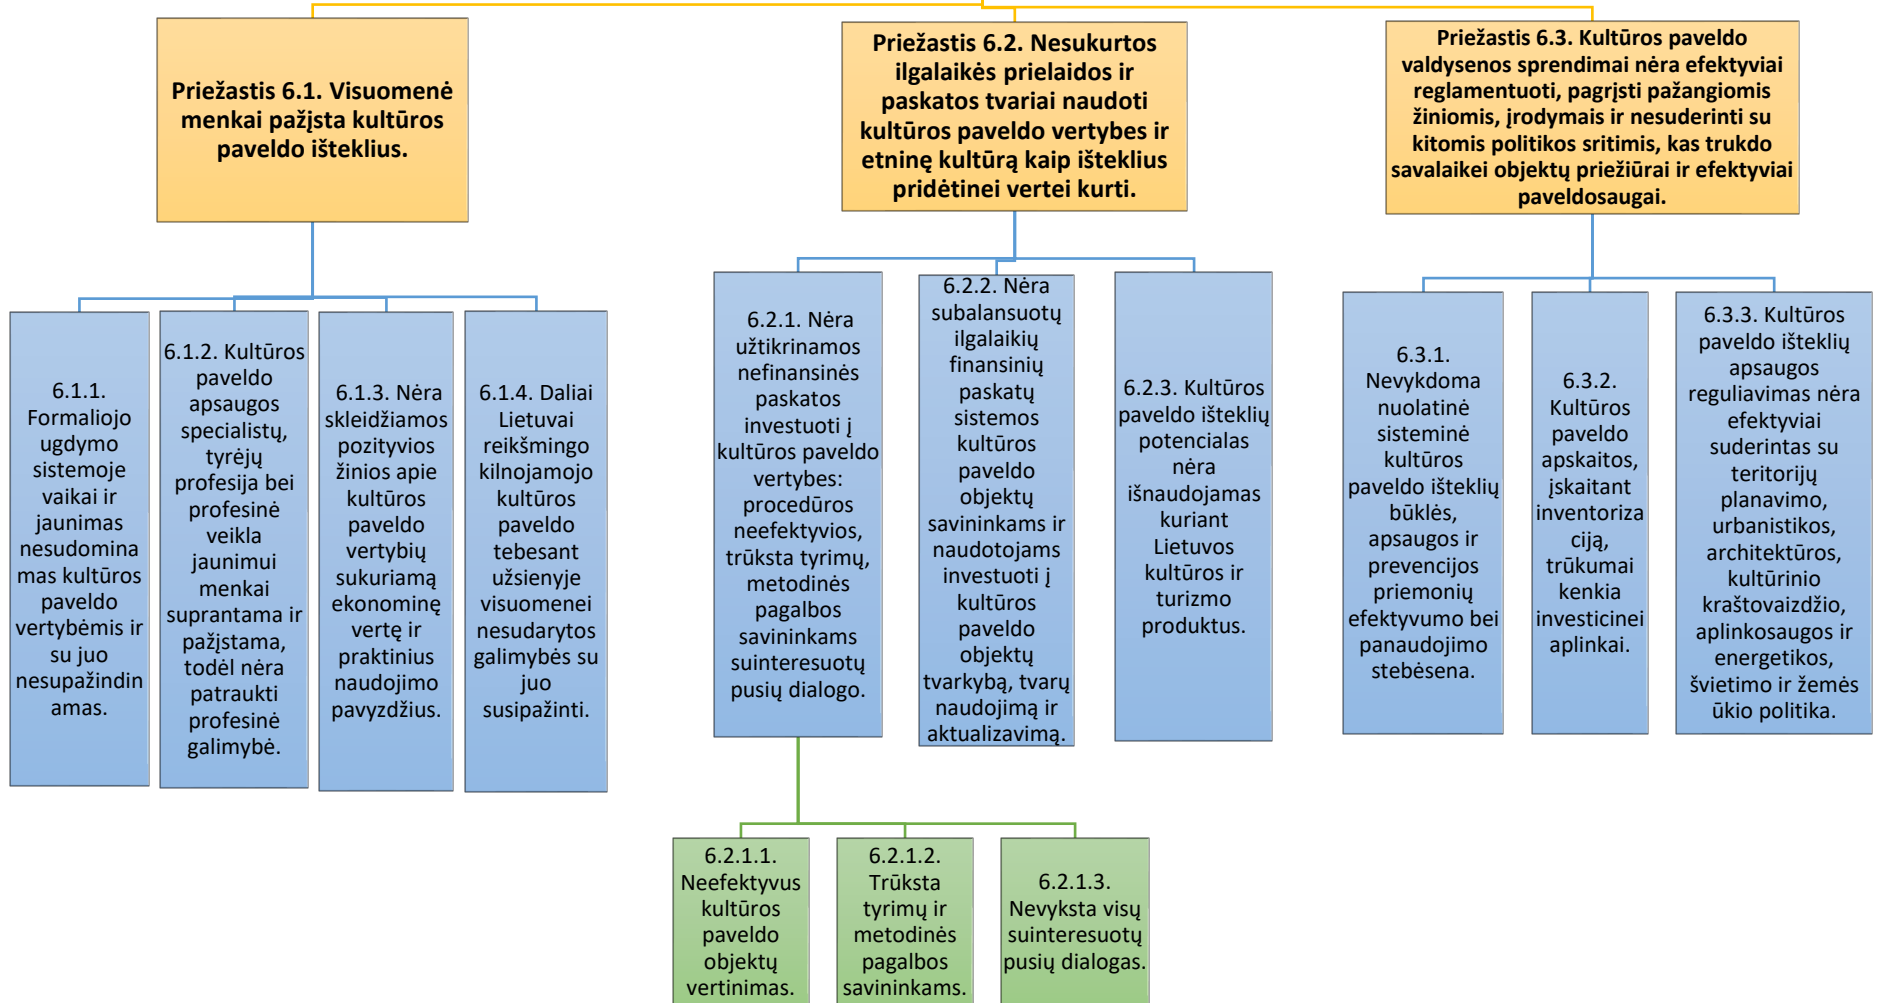 Priežastis 6.1. Visuomenė
menkai pažįsta kultūros
paveldo išteklius.
Priežastis 6.2. Nesukurtos
ilgalaikės prielaidos ir
paskatos tvariai naudoti
kultūros paveldo vertybes ir
etninę kultūrą kaip išteklius
pridėtinei vertei kurti.
Priežastis 6.3. Kultūros paveldo
valdysenos sprendimai nėra efektyviai
reglamentuoti, pagrįsti pažangiomis
žiniomis, įrodymais ir nesuderinti su
kitomis politikos sritimis, kas trukdo
savalaikei objektų priežiūrai ir efektyviai
paveldosaugai.
6.1.1.
Formaliojo
ugdymo
sistemoje
vaikai ir
jaunimas
nesudomina
mas kultūros
paveldo
vertybėmis ir
su juo
nesupažindin
amas.
6.1.2. Kultūros
paveldo
apsaugos
specialistų,
tyrėjų
profesija bei
profesinė
veikla
jaunimui
menkai
suprantama ir
pažįstama,
todėl nėra
patraukti
profesinė
galimybė.
6.1.3. Nėra
skleidžiamos
pozityvios
žinios apie
kultūros
paveldo
vertybių
sukuriamą
ekonominę
vertę ir
praktinius
naudojimo
pavyzdžius.
6.1.4. Daliai
Lietuvai
reikšmingo
kilnojamojo
kultūros
paveldo
tebesant
užsienyje
visuomenei
nesudarytos
galimybės su
juo
susipažinti.
6.2.1. Nėra
užtikrinamos
nefinansinės
paskatos
investuoti į
kultūros paveldo
vertybes:
procedūros
neefektyvios,
trūksta tyrimų,
metodinės
pagalbos
savininkams
suinteresuotų
pusių dialogo.
6.2.2. Nėra
subalansuotų
ilgalaikių
finansinių
paskatų
sistemos
kultūros
paveldo
objektų
savininkams ir
naudotojams
investuoti į
kultūros
paveldo
objektų
tvarkybą, tvarų
naudojimą ir
aktualizavimą.
6.2.3. Kultūros
paveldo išteklių
potencialas
nėra
išnaudojamas
kuriant
Lietuvos
kultūros ir
turizmo
produktus.
6.3.1.
Nevykdoma
nuolatinė
sisteminė
kultūros
paveldo išteklių
būklės,
apsaugos ir
prevencijos
priemonių
efektyvumo bei
panaudojimo
stebėsena.
6.3.2.
Kultūros
paveldo
apskaitos,
įskaitant
inventoriza
ciją,
trūkumai
kenkia
investicinei
aplinkai.
6.3.3. Kultūros
paveldo išteklių
apsaugos
reguliavimas nėra
efektyviai
suderintas su
teritorijų
planavimo,
urbanistikos,
architektūros,
kultūrinio
kraštovaizdžio,
aplinkosaugos ir
energetikos,
švietimo ir žemės
ūkio politika.
6.2.1.1.
Neefektyvus
kultūros
paveldo
objektų
vertinimas.
6.2.1.2.
Trūksta
tyrimų ir
metodinės
pagalbos
savininkams.
6.2.1.3.
Nevyksta visų
suinteresuotų
pusių dialogas.